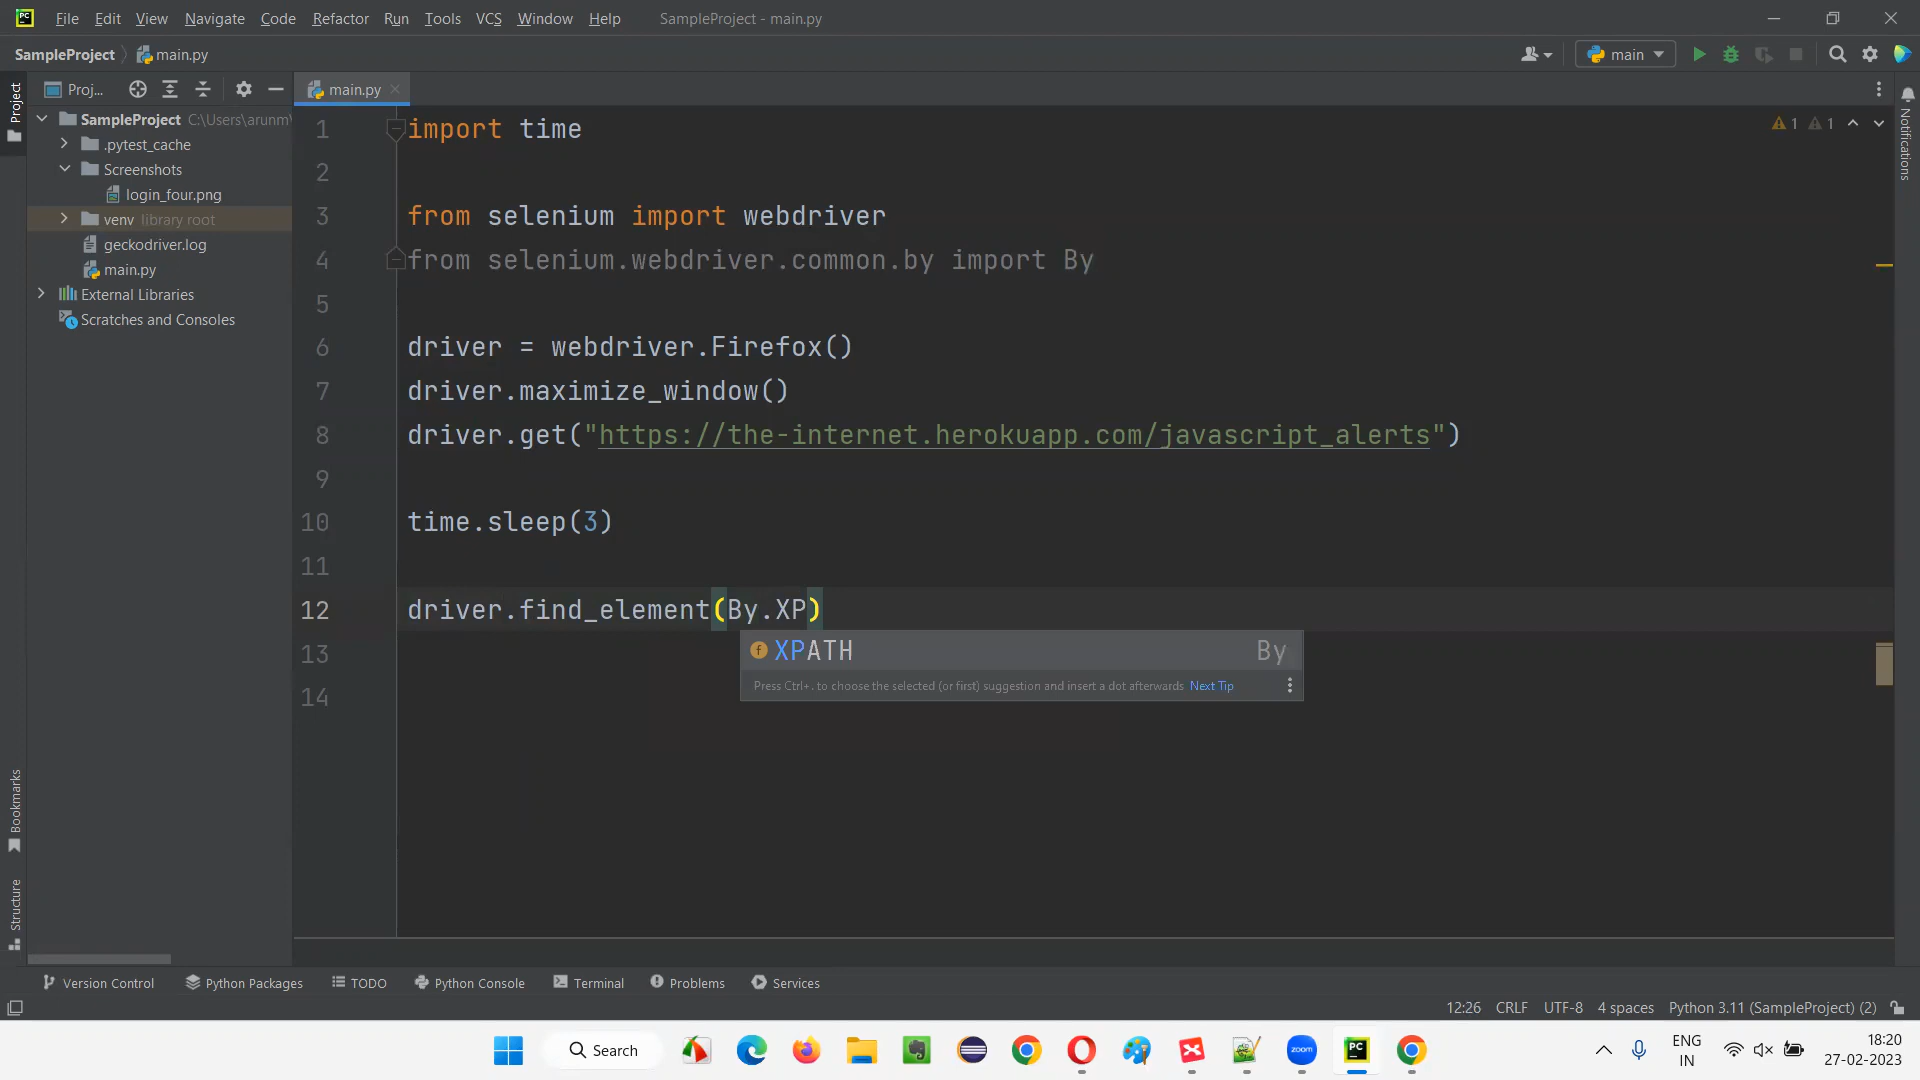 File Edit View Navigate Code Refactor Run Tools VCS Window Help SampleProject - main.py
SampleProject main.py main
Project
Proj... main.py
Notifications
SampleProject C:\Users\arunm\
.pytest_cache
Screenshots
login_four.png
venv library root
geckodriver.log
main.py
External Libraries
Scratches and Consoles
1 import time
1 1
2
3 from selenium import webdriver
4 from selenium.webdriver.common.by import By
5
6 driver = webdriver.Firefox()
7 driver.maximize_window()
8 driver.get("https://the-internet.herokuapp.com/javascript_alerts")
9
10 time.sleep(3)
11
12 driver.find_element(By.XP)
13
14
XPATH By
Press Ctrl+. to choose the selected (or first) suggestion and insert a dot afterwards Next Tip
Bookmarks
Structure
Version Control Python Packages TODO Python Console Terminal Problems Services
12:26 CRLF UTF-8 4 spaces Python 3.11 (SampleProject) (2)
Search zoom PC ENG
IN
18:20
27-02-2023